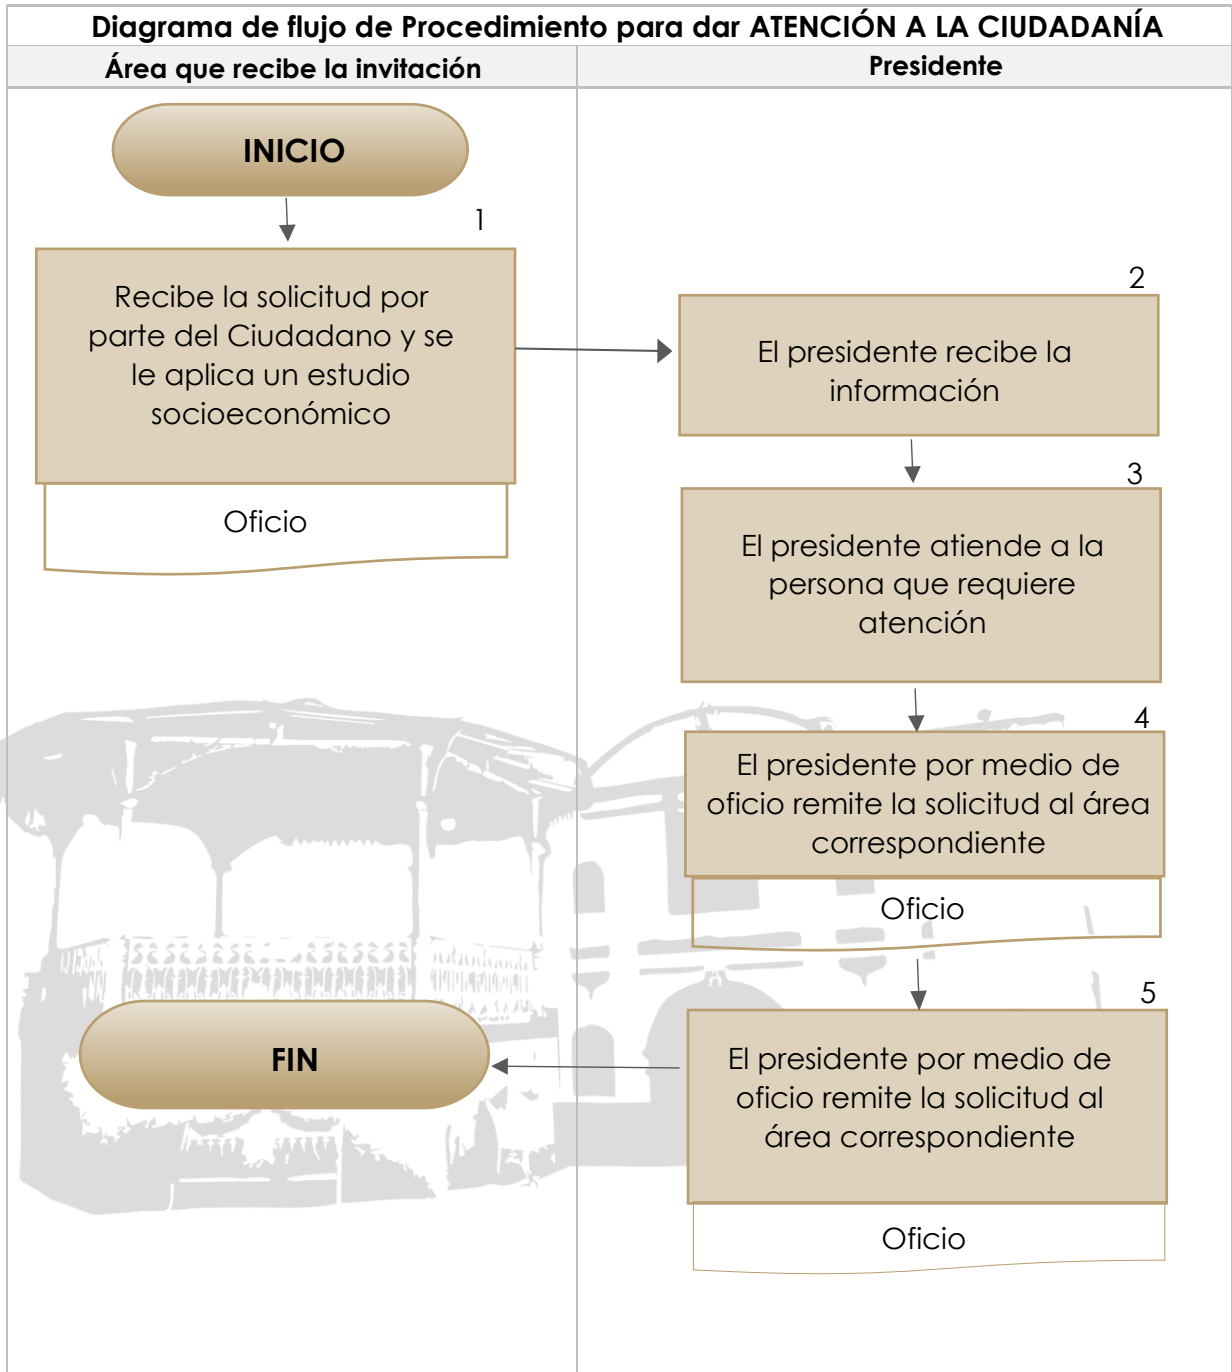 Diagrama de flujo de Procedimiento para dar ATENCIÓN A LA CIUDADANÍA
Área que recibe la invitación
Presidente
INICIO
1
Recibe la solicitud por
parte del Ciudadano y se
le aplica un estudio
socioeconómico
Oficio
2
El presidente recibe la
información
3
El presidente atiende a la
persona que requiere
atención
4
El presidente por medio de
oficio remite la solicitud al área
correspondiente
Oficio
5
El presidente por medio de
oficio remite la solicitud al
área correspondiente
Oficio
FIN